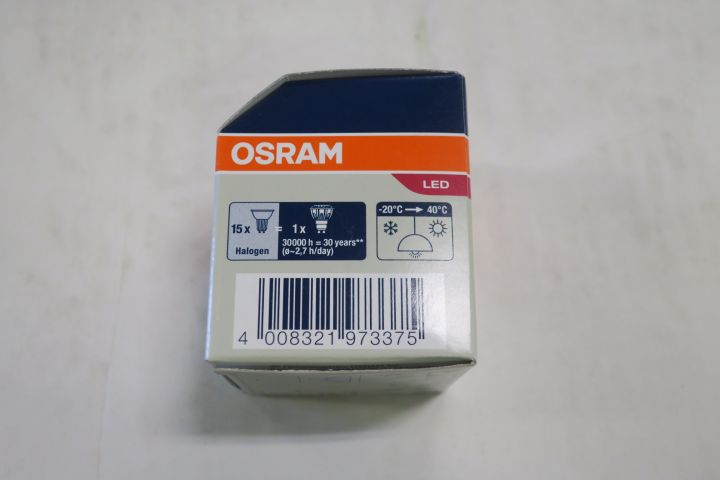 OSRAM
LED
15 x = 1 x
Halogen
30000 h = 30 years**
(ø~2,7 h/day)
-20°C → 40°C
4 008321 973375